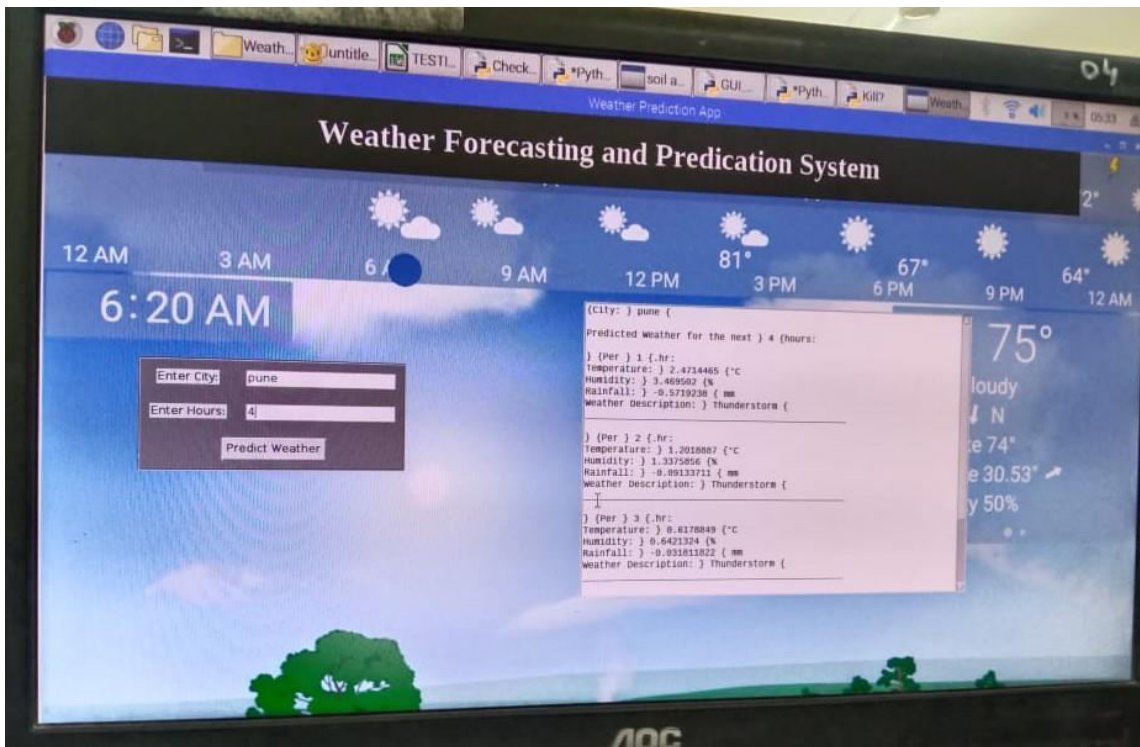 04
Weath... untitle... TESTI... Check... *Pyth... soil a... GUI... *Pyth... Kill? Weath... 05:33
Weather Prediction App
Weather Forecasting and Predication System
2°
81° 67° 64°
12 AM 3 AM 6 A 9 AM 12 PM 3 PM 6 PM 9 PM 12 AM
6:20 AM
75°
loudy
N
e 74°
e 30.53"
y 50%
Enter City: pune
Enter Hours: 4
Predict Weather
{City: } pune {
Predicted Weather for the next } 4 {hours:
} {Per } 1 {.hr:
Temperature: } 2.4714465 {°C
Humidity: } 3.469502 {%
Rainfall: } -0.5719238 { mm
Weather Description: } Thunderstorm {
} {Per } 2 {.hr:
Temperature: } 1.2018887 {°C
Humidity: } 1.3375856 {%
Rainfall: } -0.09133711 { mm
Weather Description: } Thunderstorm {
} {Per } 3 {.hr:
Temperature: } 0.6178849 {°C
Humidity: } 0.6421324 {%
Rainfall: } -0.031811822 { mm
Weather Description: } Thunderstorm {
AOC